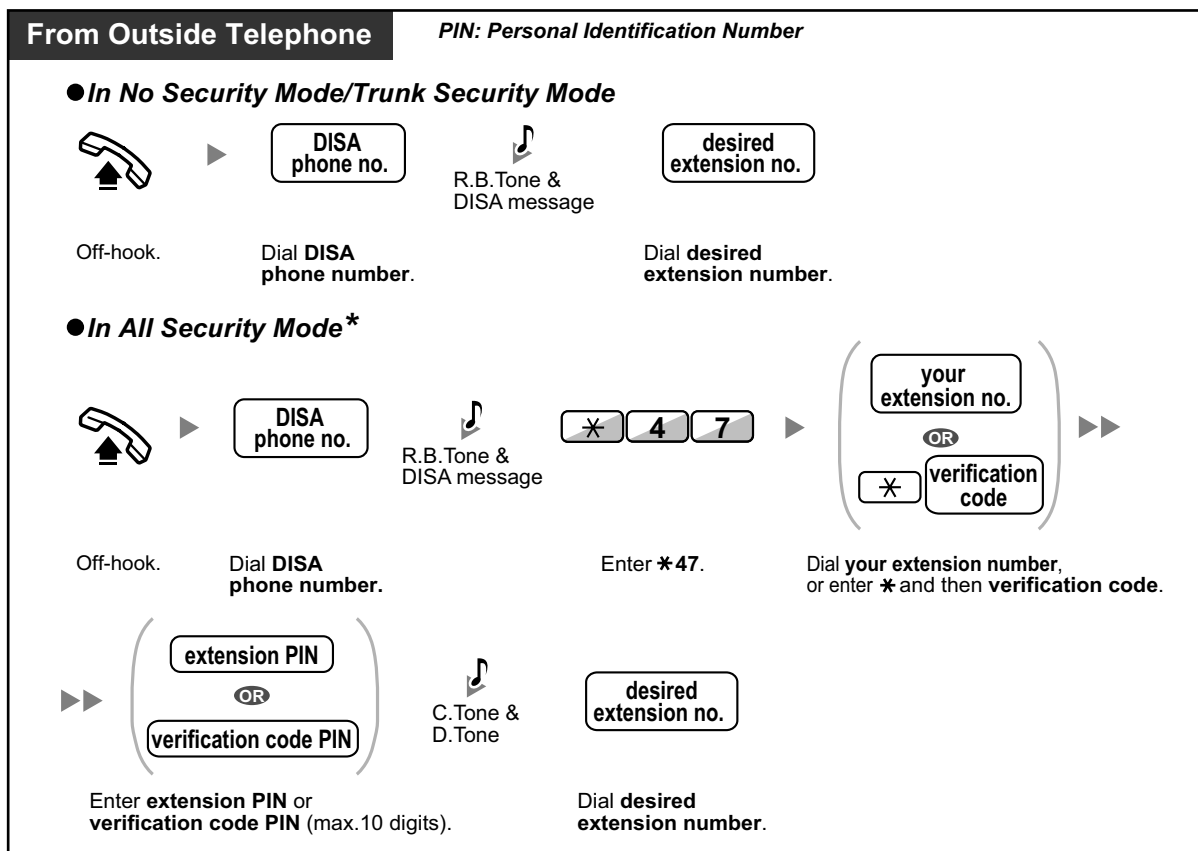 From Outside Telephone
PIN: Personal Identification Number
●In No Security Mode/Trunk Security Mode
DISA
phone no.
R.B.Tone &
DISA message
desired
extension no.
Off-hook.
Dial DISA
phone number.
Dial desired
extension number.
●In All Security Mode*
DISA
phone no.
R.B.Tone &
DISA message
* 4 7
your
extension no.
OR
* verification
code
Off-hook.
Dial DISA
phone number.
Enter *47.
Dial your extension number,
or enter * and then verification code.
extension PIN
OR
verification code PIN
C.Tone &
D.Tone
desired
extension no.
Enter extension PIN or
verification code PIN (max.10 digits).
Dial desired
extension number.